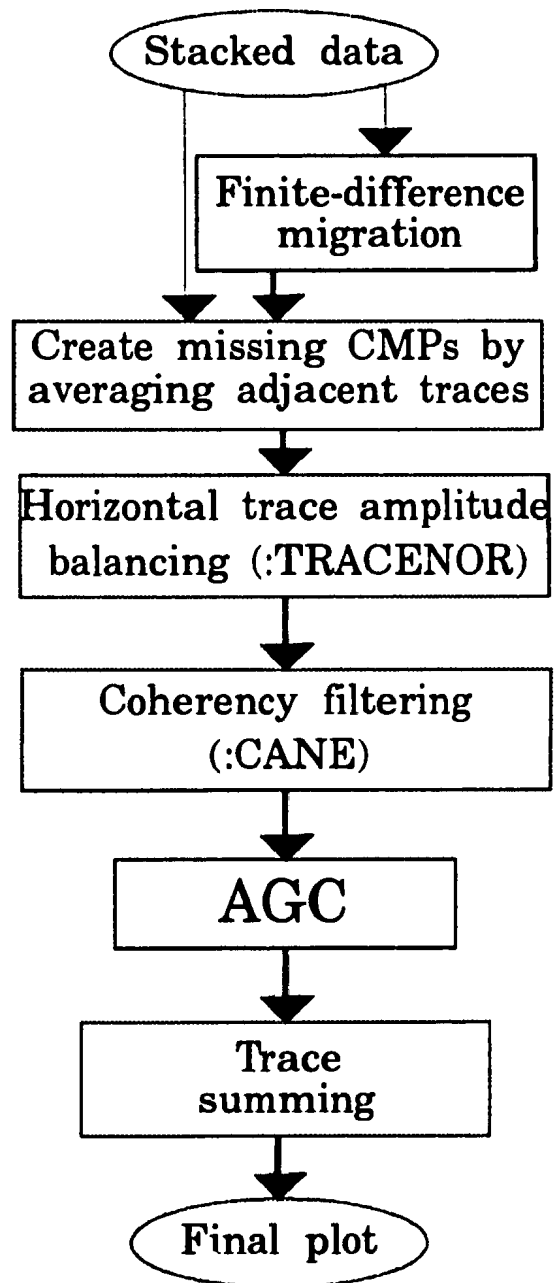 Stacked data
Finite-difference
migration
Create missing CMPs by
averaging adjacent traces
Horizontal trace amplitude
balancing (:TRACENOR)
Coherency filtering
(:CANE)
AGC
Trace
summing
Final plot